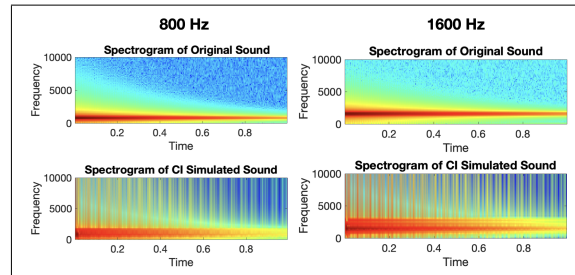 800 Hz
Spectrogram of Original Sound
10000
5000
0
Frequency
0.2 0.4 0.6 0.8
Time
Spectrogram of CI Simulated Sound
10000
5000
0
Frequency
0.2 0.4 0.6 0.8
Time
1600 Hz
Spectrogram of Original Sound
10000
5000
0
Frequency
0.2 0.4 0.6 0.8
Time
Spectrogram of CI Simulated Sound
10000
5000
0
Frequency
0.2 0.4 0.6 0.8
Time